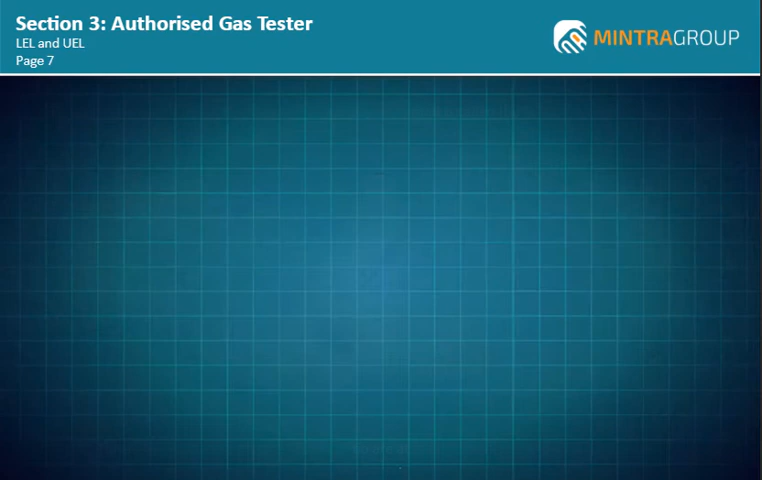 Section 3: Authorised Gas Tester
LEL and UEL
Page 7
MINTRAGROUP